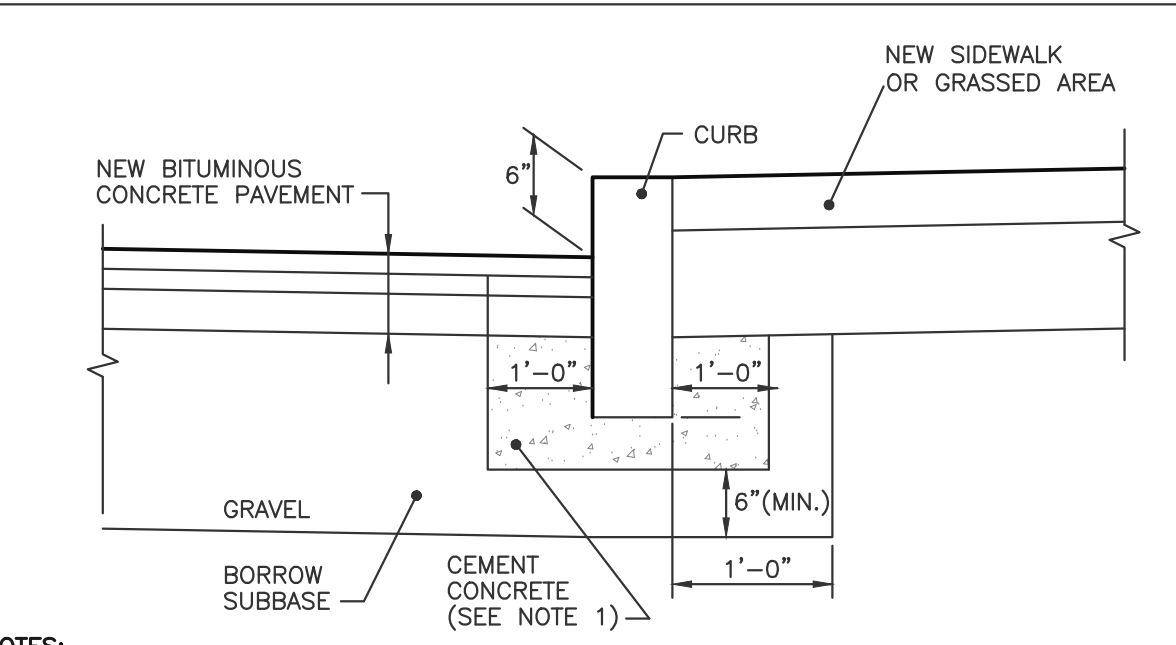 NEW SIDEWALK
OR GRASSED AREA
CURB
6"
NEW BITUMINOUS
CONCRETE PAVEMENT
1'-0"
1'-0"
6"(MIN.)
GRAVEL
1'-0"
BORROW
SUBBASE
CEMENT
CONCRETE
(SEE NOTE 1)